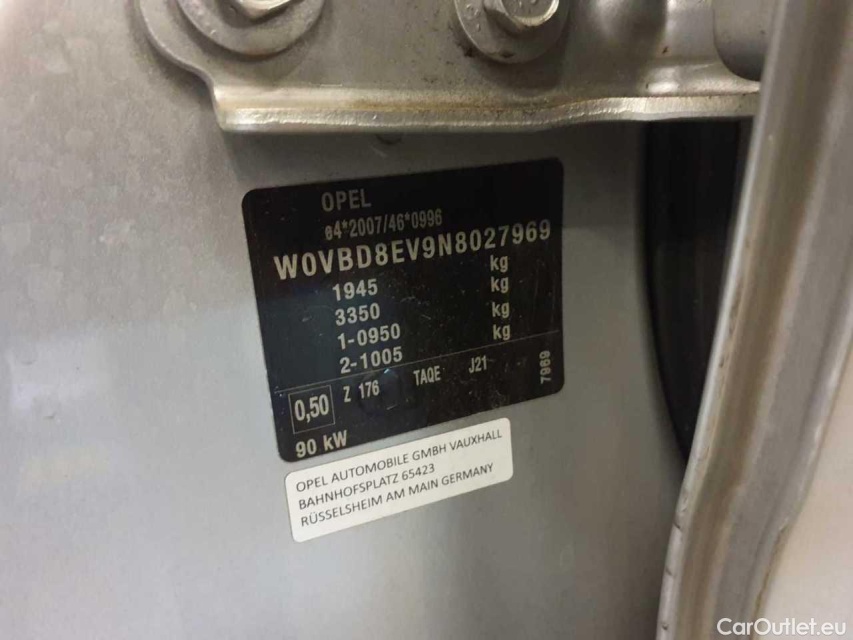 OPEL
e4*2007/46*0996
W0VBD8EV9N8027969
1945 kg
3350 kg
1-0950 kg
2-1005 kg
0,50 Z 176 TAQE J21 7969
90 kW
OPEL AUTOMOBILE GMBH VAUXHALL
BAHNHOFSPLATZ 65423
RÜSSELSHEIM AM MAIN GERMANY
CarOutlet.eu